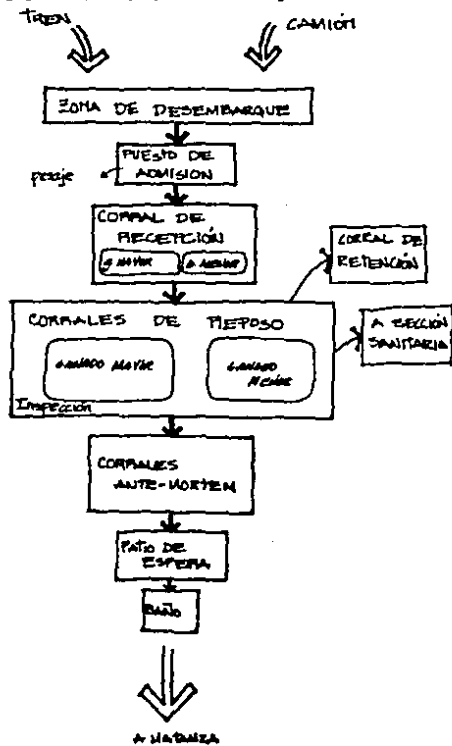 TREN
CAMIÓN
ZONA DE DESEMBARQUE
PUESTO DE
ADMISION
pesaje
CORRAL DE
RECEPCIÓN
G MAYOR
G MENOR
CORRAL DE
RETENCIÓN
CORRALES DE REPOSO
GANADO MAYOR
GANADO
MENOR
Inspección
A SECCIÓN
SANITARIA
CORRALES
ANTE-MORTEM
PATIO DE
ESPERA
BAÑO
A MATANZA